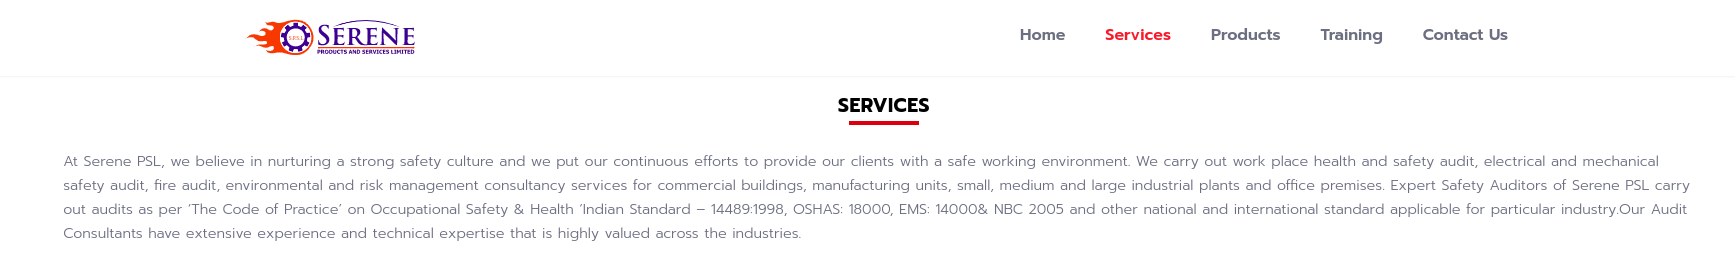 S.P.S.L
SERENE
PRODUCTS AND SERVICES LIMITED
Home Services Products Training Contact Us
SERVICES
At Serene PSL, we believe in nurturing a strong safety culture and we put our continuous efforts to provide our clients with a safe working environment. We carry out work place health and safety audit, electrical and mechanical
safety audit, fire audit, environmental and risk management consultancy services for commercial buildings, manufacturing units, small, medium and large industrial plants and office premises. Expert Safety Auditors of Serene PSL carry
out audits as per ‘The Code of Practice’ on Occupational Safety & Health ‘Indian Standard – 14489:1998, OSHAS: 18000, EMS: 14000& NBC 2005 and other national and international standard applicable for particular industry.Our Audit
Consultants have extensive experience and technical expertise that is highly valued across the industries.